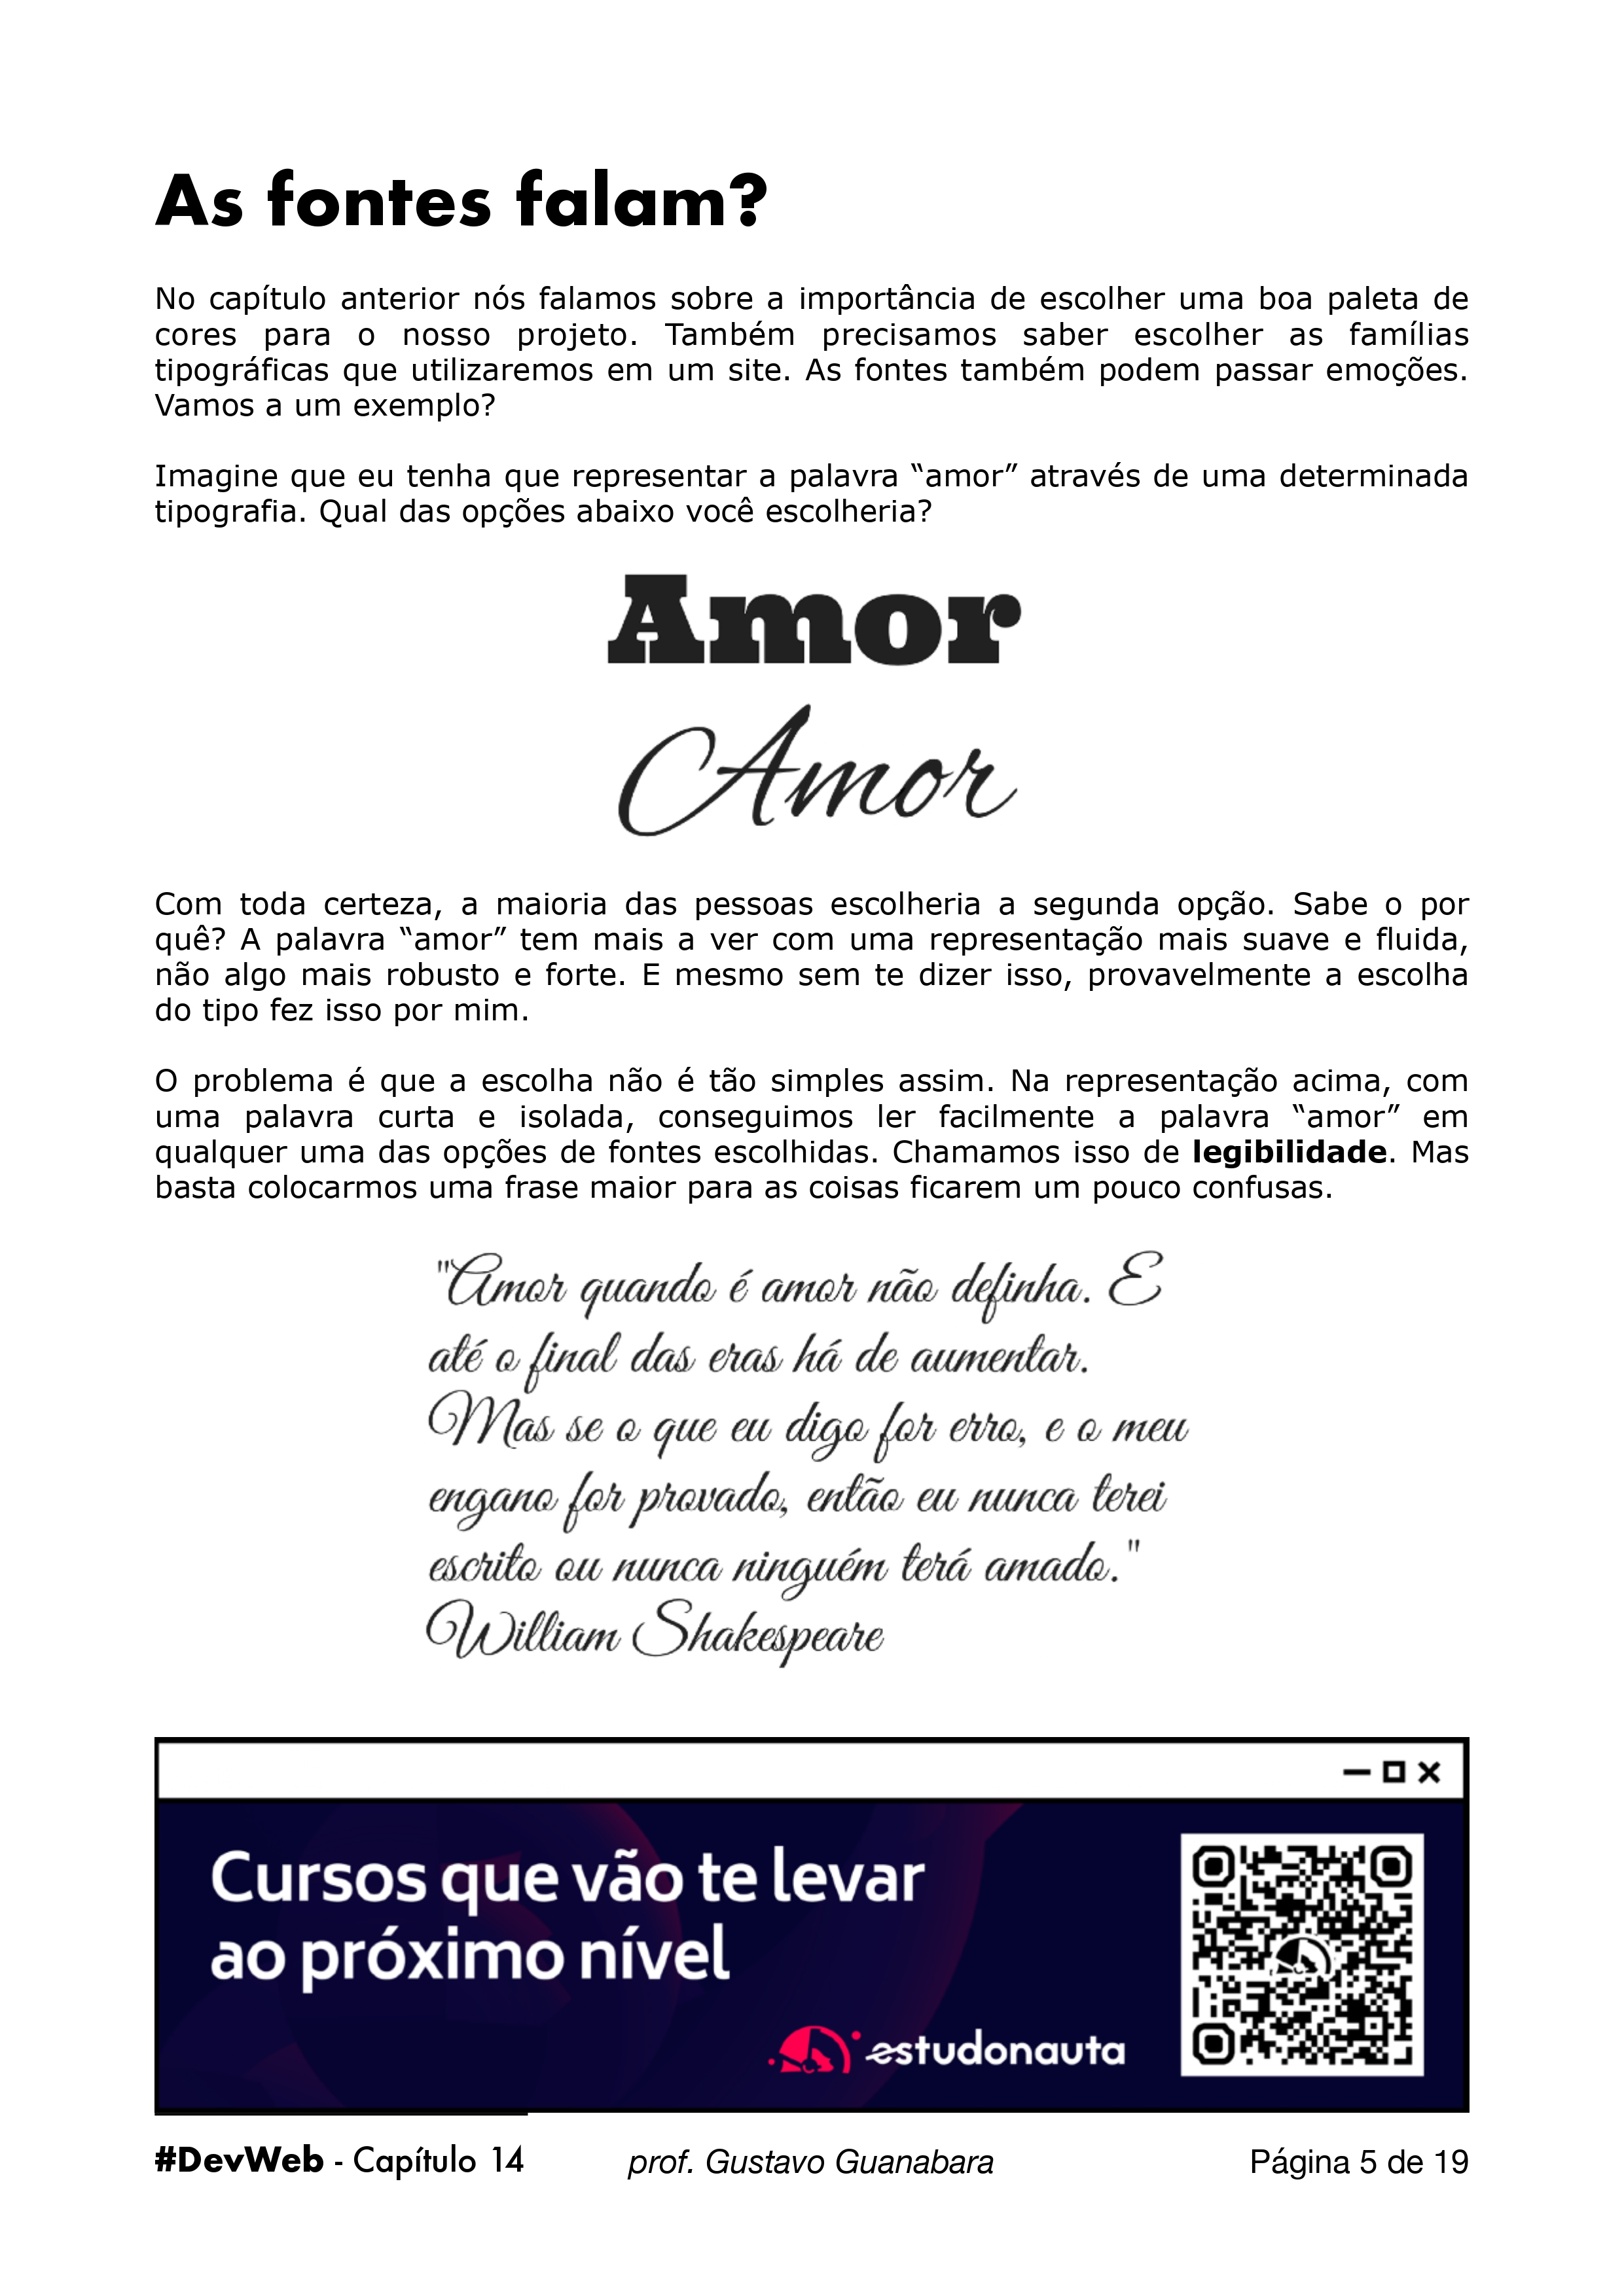 As fontes falam?
No capítulo anterior nós falamos sobre a importância de escolher uma boa paleta de
cores para o nosso projeto. Também precisamos saber escolher as famílias
tipográficas que utilizaremos em um site. As fontes também podem passar emoções.
Vamos a um exemplo?
Imagine que eu tenha que representar a palavra “amor” através de uma determinada
tipografia. Qual das opções abaixo você escolheria?
Amor
Amor
Com toda certeza, a maioria das pessoas escolheria a segunda opção. Sabe o por
quê? A palavra “amor” tem mais a ver com uma representação mais suave e fluida,
não algo mais robusto e forte. E mesmo sem te dizer isso, provavelmente a escolha
do tipo fez isso por mim.
O problema é que a escolha não é tão simples assim. Na representação acima, com
uma palavra curta e isolada, conseguimos ler facilmente a palavra “amor” em
qualquer uma das opções de fontes escolhidas. Chamamos isso de legibilidade. Mas
basta colocarmos uma frase maior para as coisas ficarem um pouco confusas.
"Amor quando é amor não definha. E
até o final das eras há de aumentar.
Mas se o que eu digo for erro, e o meu
engano for provado, então eu nunca terei
escrito ou nunca ninguém terá amado."
William Shakespeare
Cursos que vão te levar
ao próximo nível
estudonauta
#DevWeb - Capítulo 14 prof. Gustavo Guanabara Página 5 de 19